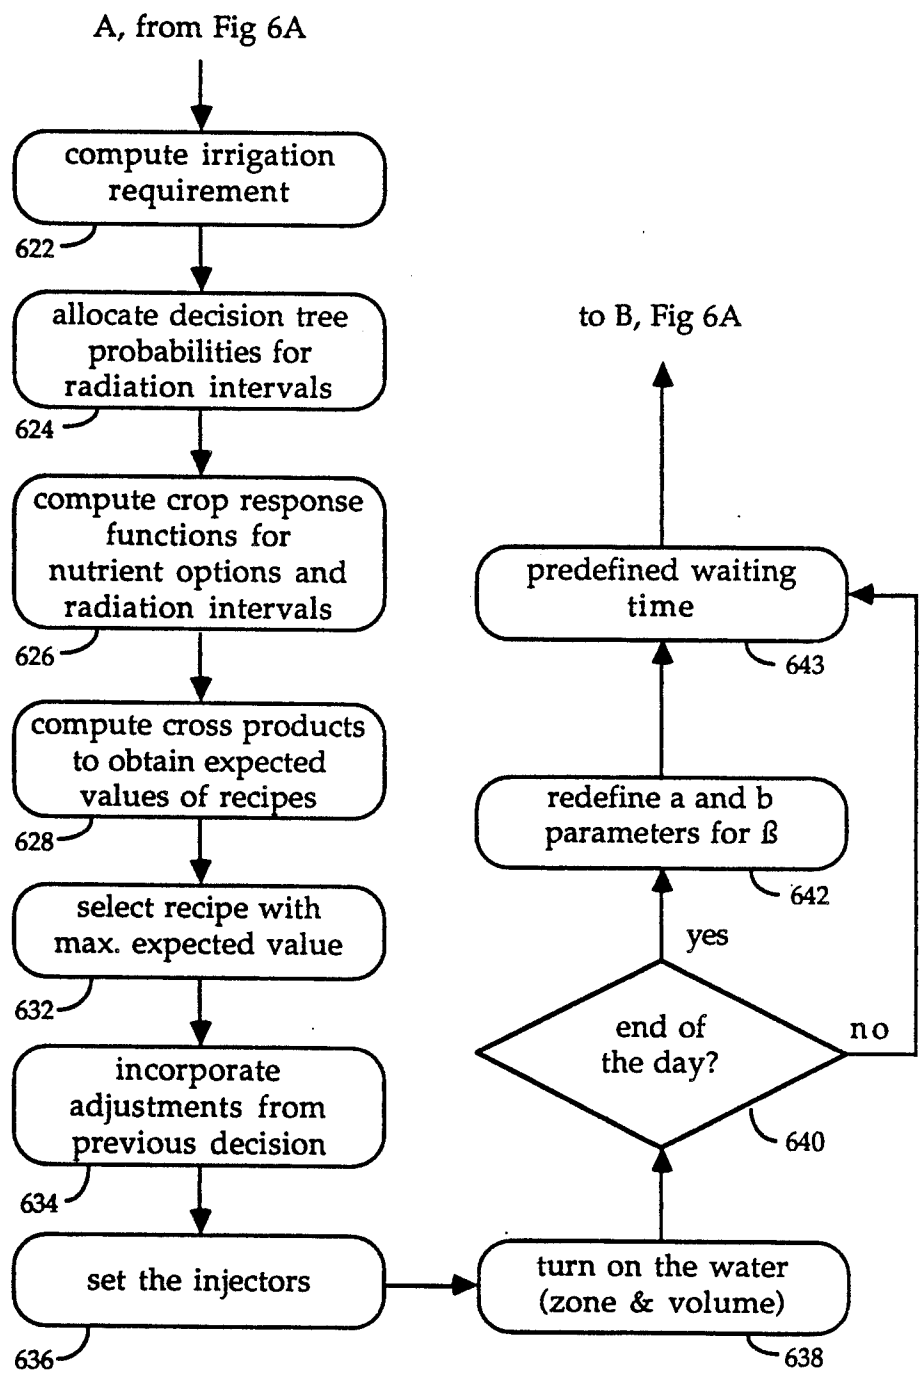 A, from Fig 6A
compute irrigation
requirement
622
allocate decision tree
probabilities for
radiation intervals
624
compute crop response
functions for
nutrient options and
radiation intervals
626
compute cross products
to obtain expected
values of recipes
628
select recipe with
max. expected value
632
incorporate
adjustments from
previous decision
634
set the injectors
636
turn on the water
(zone & volume)
638
end of
the day?
640
no
yes
redefine a and b
parameters for ß
642
predefined waiting
time
643
to B, Fig 6A